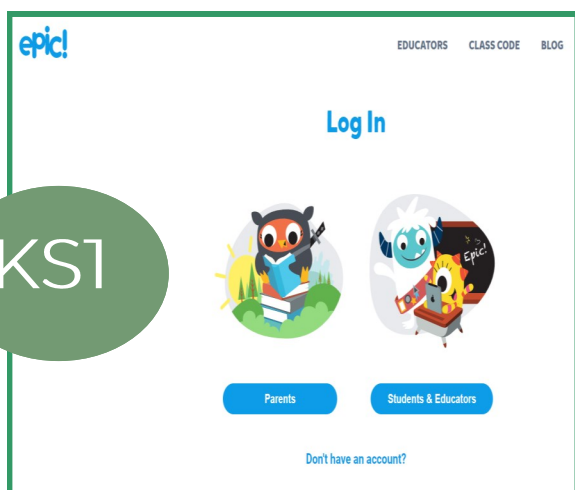 epic!
EDUCATORS CLASS CODE BLOG
Log In
KS1
Epic!
Parents Students & Educators
Don't have an account?